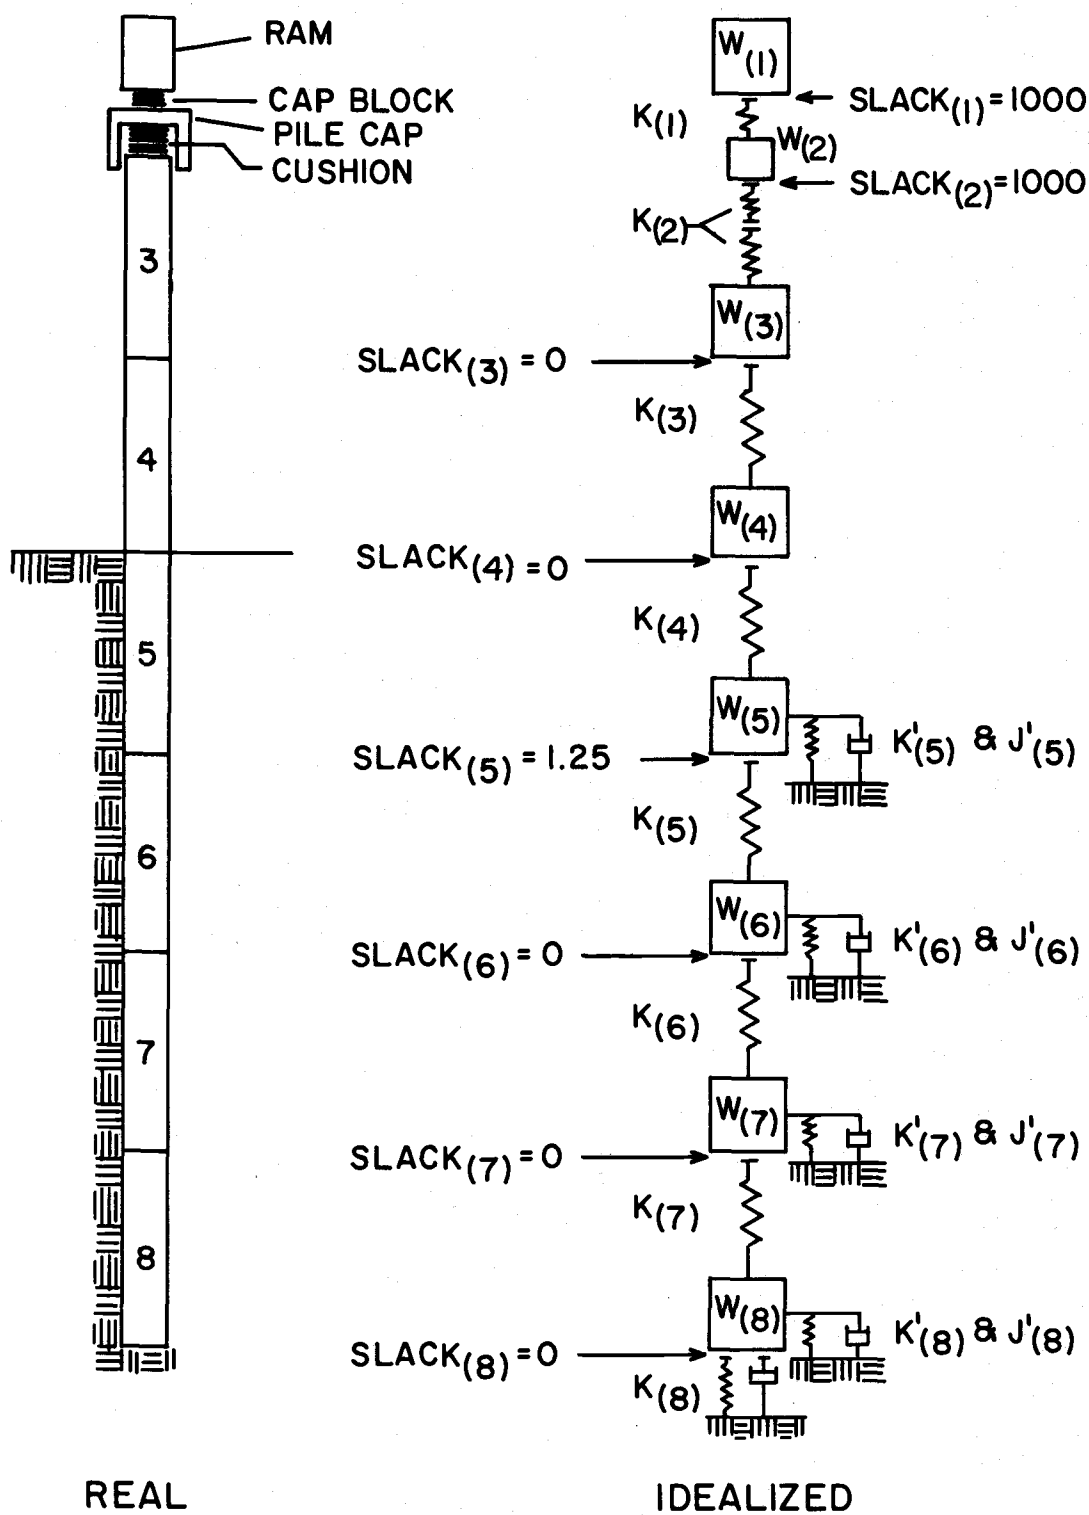 RAM
CAP BLOCK
PILE CAP
CUSHION
3
4
5
6
7
8
REAL
W(1)
SLACK(1)=1000
K(1)
W(2)
SLACK(2)=1000
K(2)
W(3)
SLACK(3)=0
K(3)
W(4)
SLACK(4)=0
K(4)
W(5)
K'(5) & J'(5)
SLACK(5)=1.25
K(5)
W(6)
K'(6) & J'(6)
SLACK(6)=0
K(6)
W(7)
K'(7) & J'(7)
SLACK(7)=0
K(7)
W(8)
K'(8) & J'(8)
SLACK(8)=0
K(8)
IDEALIZED